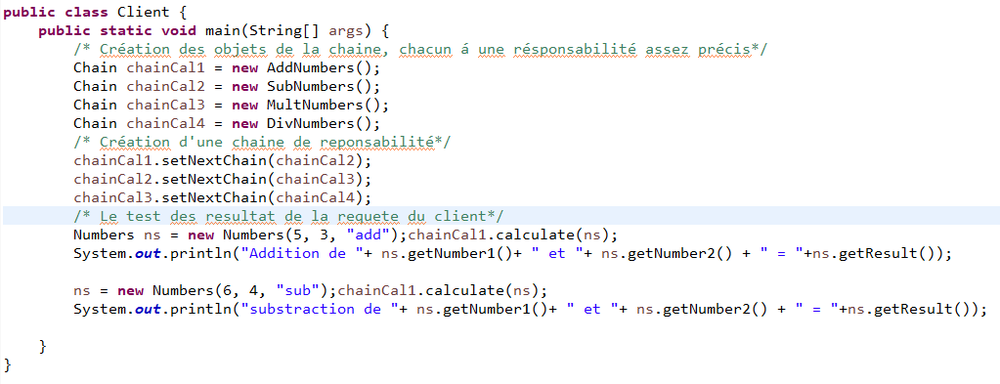 public class Client {
public static void main(String[] args) {
/* Création des objets de la chaine, chacun á une résponsabilité assez précis*/
Chain chainCal1 = new AddNumbers();
Chain chainCal2 = new SubNumbers();
Chain chainCal3 = new MultNumbers();
Chain chainCal4 = new DivNumbers();
/* Création d'une chaine de reponsabilité*/
chainCal1.setNextChain(chainCal2);
chainCal2.setNextChain(chainCal3);
chainCal3.setNextChain(chainCal4);
/* Le test des resultat de la requete du client*/
Numbers ns = new Numbers(5, 3, "add");chainCal1.calculate(ns);
System.out.println("Addition de "+ ns.getNumber1()+ " et "+ ns.getNumber2() + " = "+ns.getResult());
ns = new Numbers(6, 4, "sub");chainCal1.calculate(ns);
System.out.println("substraction de "+ ns.getNumber1()+ " et "+ ns.getNumber2() + " = "+ns.getResult());
}
}